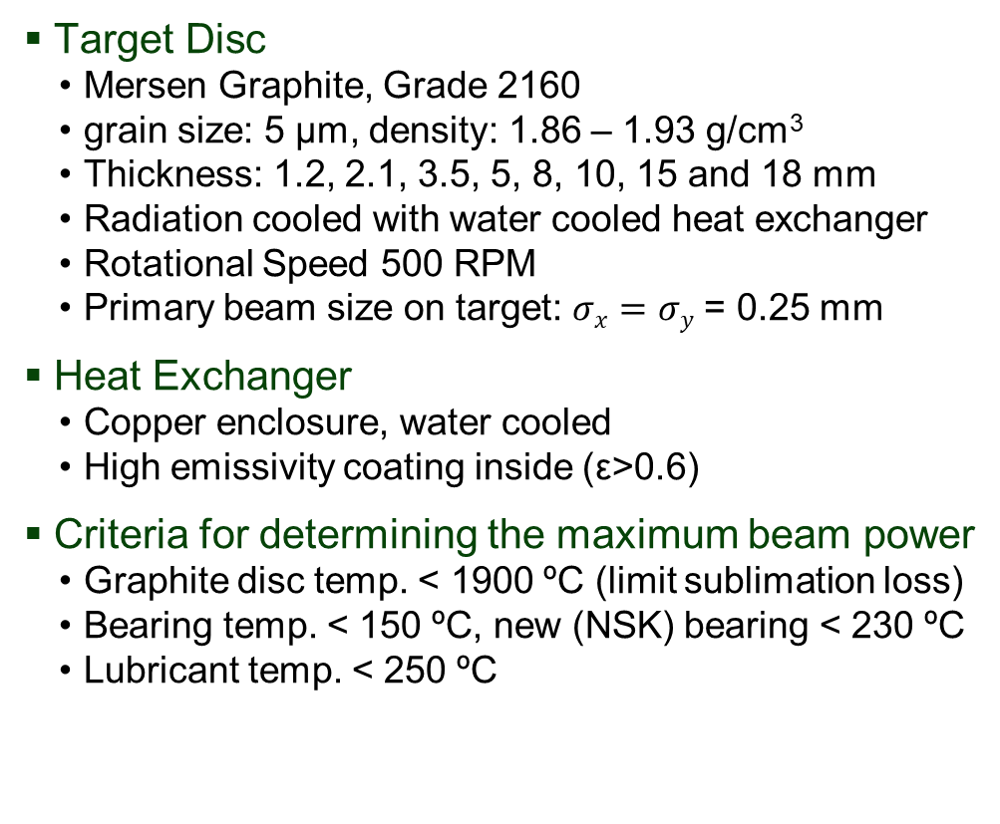 ▪ Target Disc
• Mersen Graphite, Grade 2160
• grain size: 5 µm, density: 1.86 – 1.93 g/cm³
• Thickness: 1.2, 2.1, 3.5, 5, 8, 10, 15 and 18 mm
• Radiation cooled with water cooled heat exchanger
• Rotational Speed 500 RPM
• Primary beam size on target: 𝜎ₓ = 𝜎ᵧ = 0.25 mm
▪ Heat Exchanger
• Copper enclosure, water cooled
• High emissivity coating inside (ε>0.6)
▪ Criteria for determining the maximum beam power
• Graphite disc temp. < 1900 ºC (limit sublimation loss)
• Bearing temp. < 150 ºC, new (NSK) bearing < 230 ºC
• Lubricant temp. < 250 ºC